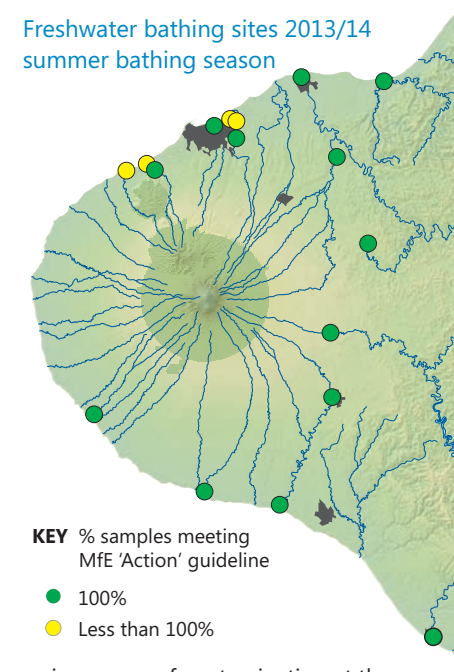 Freshwater bathing sites 2013/14
summer bathing season
KEY % samples meeting
MfE 'Action' guideline
100%
Less than 100%